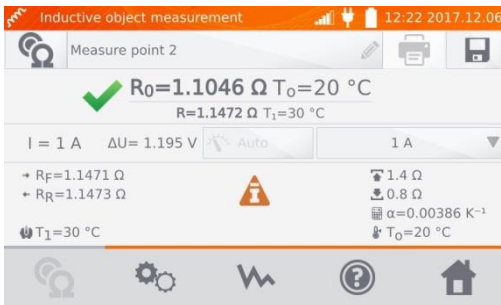 Inductive object measurement 12:22 2017.12.06
Measure point 2
R0=1.1046 Ω To=20 °C
R=1.1472 Ω T1=30 °C
I = 1 A ΔU= 1.195 V Auto 1 A
RF=1.1471 Ω
RR=1.1473 Ω
T1=30 °C
1.4 Ω
0.8 Ω
α=0.00386 K⁻¹
To=20 °C